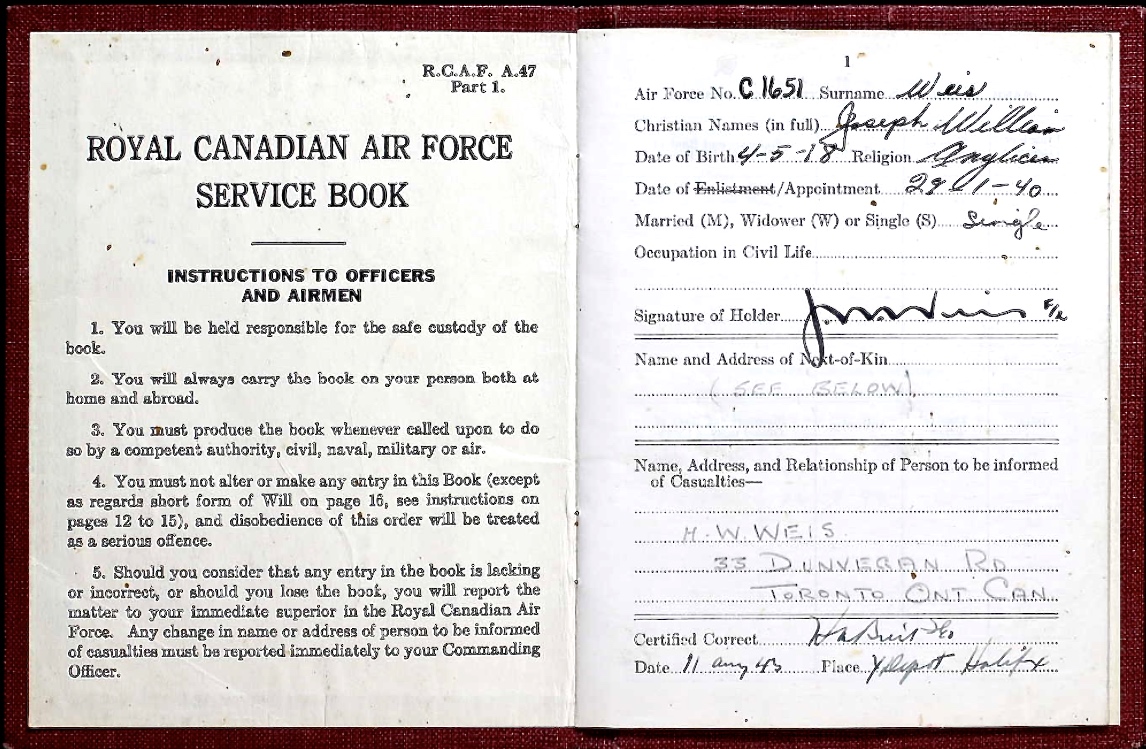 R.C.A.F. A.47
Part 1.
ROYAL CANADIAN AIR FORCE
SERVICE BOOK
INSTRUCTIONS TO OFFICERS
AND AIRMEN
1. You will be held responsible for the safe custody of the
book.
2. You will always carry the book on your person both at
home and abroad.
3. You must produce the book whenever called upon to do
so by a competent authority, civil, naval, military or air.
4. You must not alter or make any entry in this Book (except
as regards short form of Will on page 16, see instructions on
pages 12 to 15), and disobedience of this order will be treated
as a serious offence.
5. Should you consider that any entry in the book is lacking
or incorrect, or should you lose the book, you will report the
matter to your immediate superior in the Royal Canadian Air
Force. Any change in name or address of person to be informed
of casualties must be reported immediately to your Commanding
Officer.
1
Air Force No. C 1651 Surname Weis
Christian Names (in full) Joseph William
Date of Birth 4-5-18 Religion Anglican
Date of Enlistment/Appointment 29-1-40
Married (M), Widower (W) or Single (S) Single
Occupation in Civil Life
Signature of Holder J.W. Weis F/L
Name and Address of Next-of-Kin
(SEE BELOW)
Name, Address, and Relationship of Person to be informed
of Casualties—
H. W. WEIS
33 DUNVEGAN RD
TORONTO ONT CAN.
Certified Correct
Date 11 Aug 43 Place Y Depot Halifax